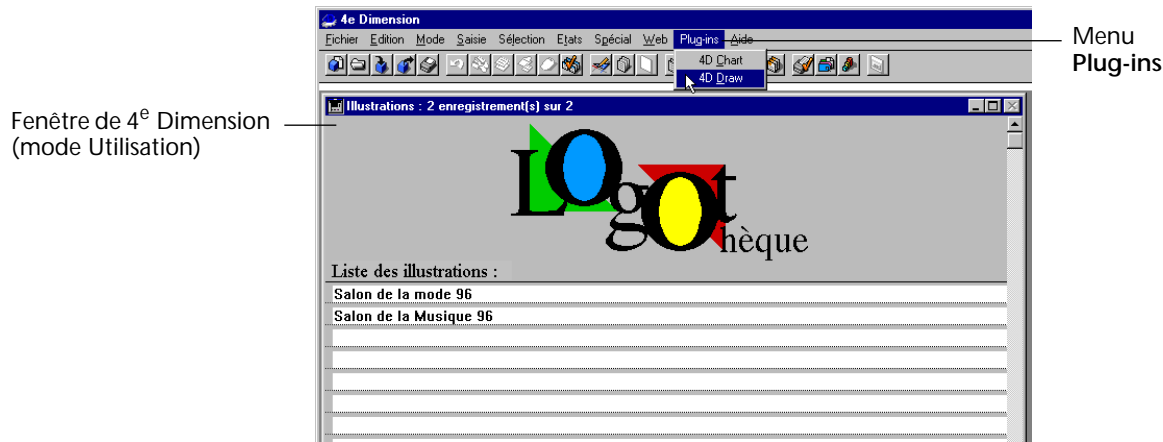 4e Dimension
Fichier Edition Mode Saisie Sélection Etats Spécial Web Plug-ins Aide
Menu
Plug-ins
4D Chart
4D Draw
Illustrations : 2 enregistrement(s) sur 2
Fenêtre de 4e Dimension
(mode Utilisation)
LOgOt
hèque
Liste des illustrations :
Salon de la mode 96
Salon de la Musique 96